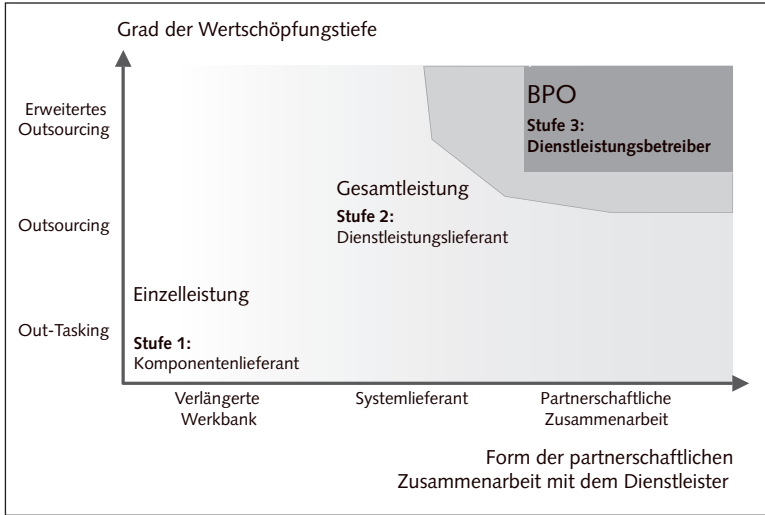 Grad der Wertschöpfungstiefe
Erweitertes
Outsourcing
BPO
Stufe 3:
Dienstleistungsbetreiber
Gesamtleistung
Stufe 2:
Dienstleistungslieferant
Outsourcing
Einzelleistung
Out-Tasking
Stufe 1:
Komponentenlieferant
Verlängerte
Werkbank
Systemlieferant
Partnerschaftliche
Zusammenarbeit
Form der partnerschaftlichen
Zusammenarbeit mit dem Dienstleister